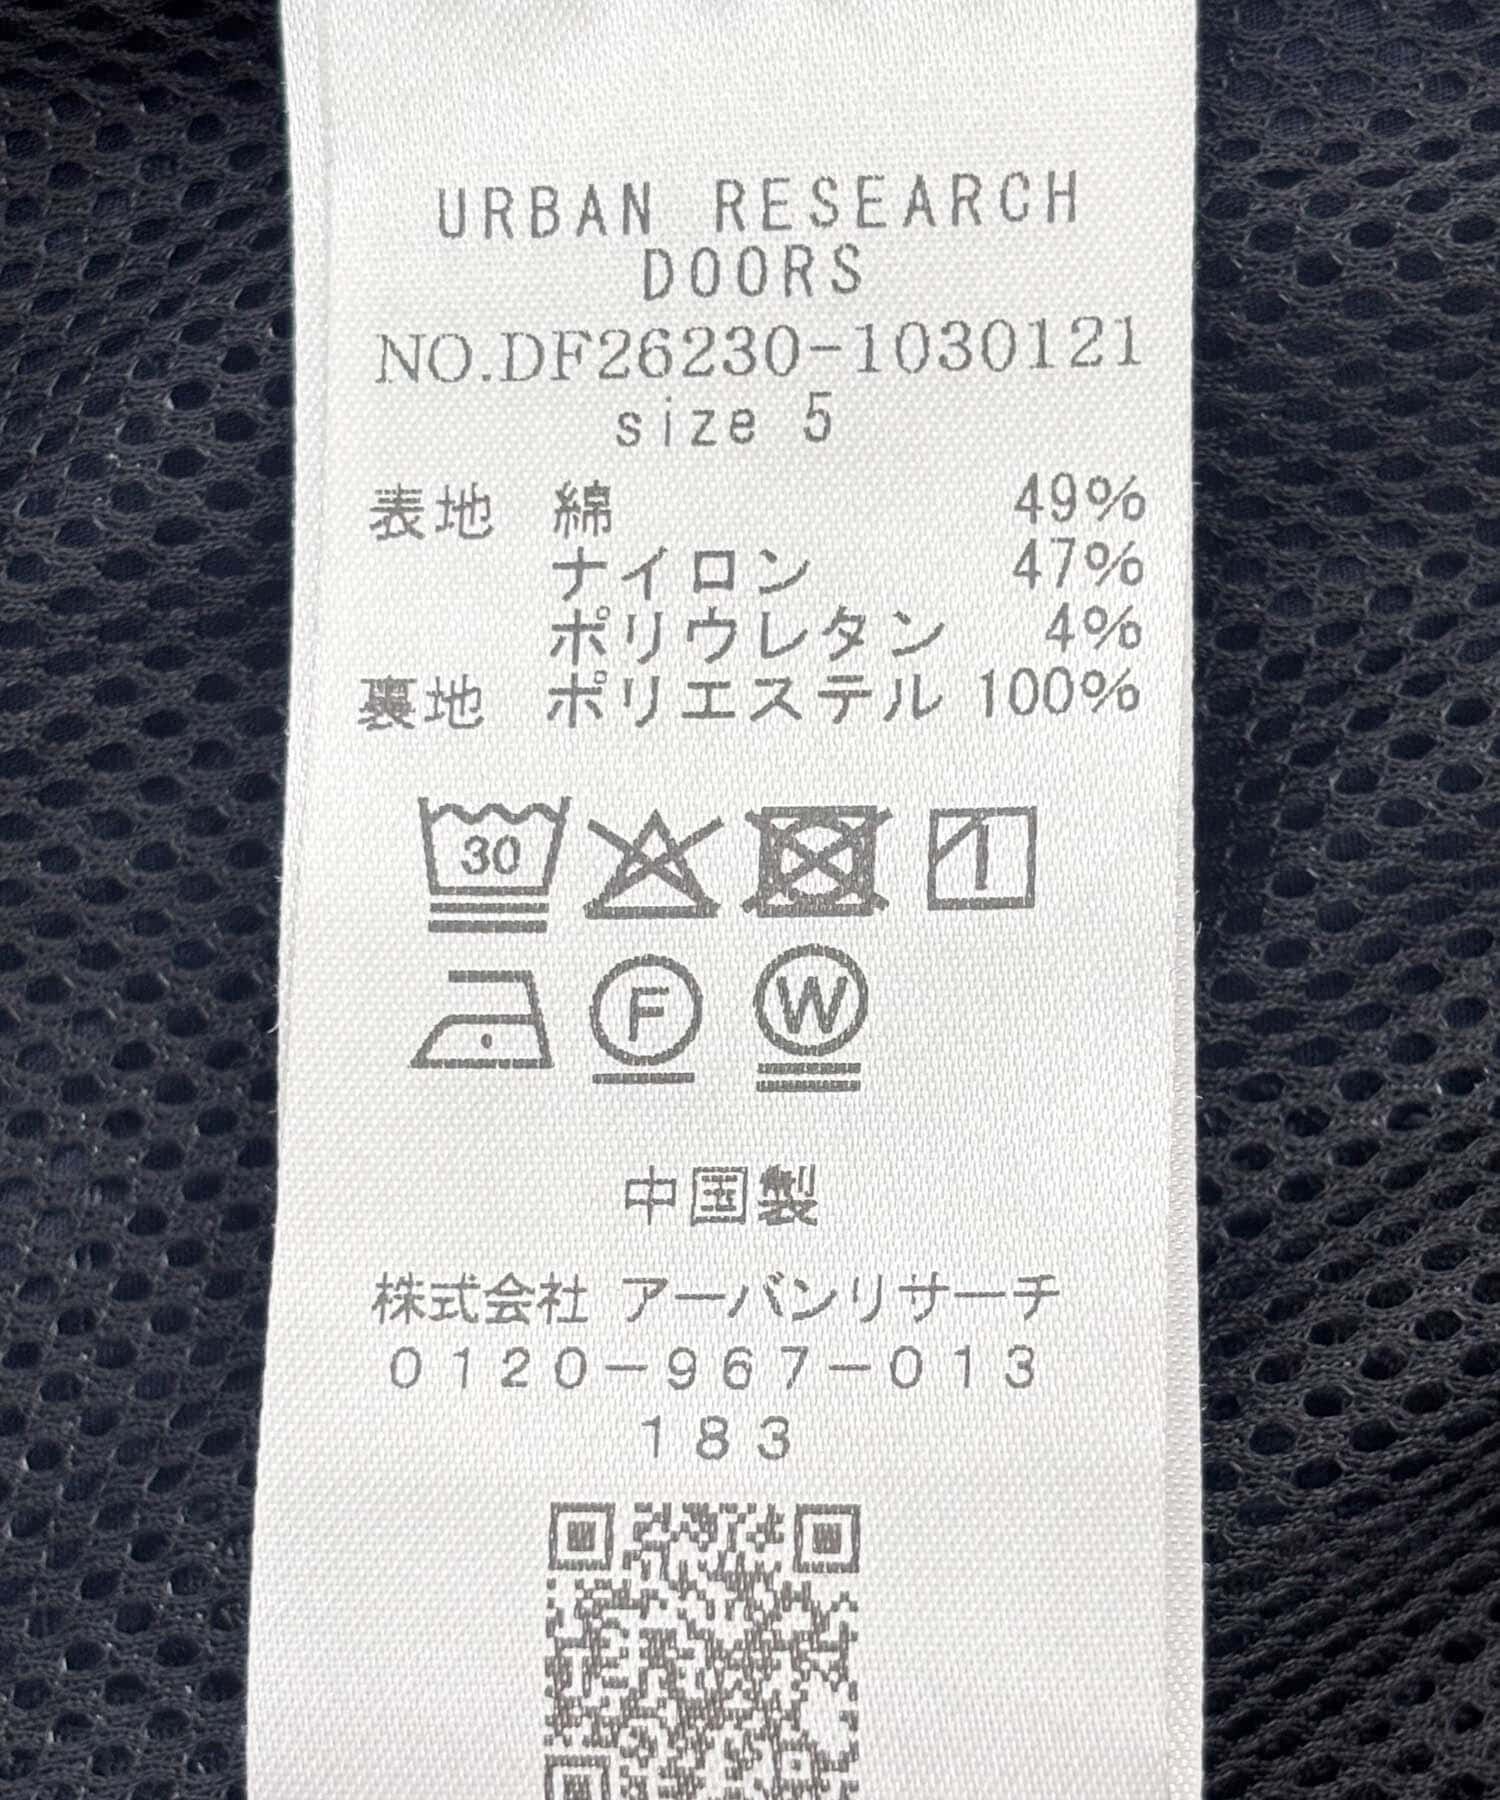 URBAN RESEARCH
DOORS
NO.DF26230-1030121
size 5
表地 綿 49%
ナイロン 47%
ポリウレタン 4%
裏地 ポリエステル 100%
30
F W
中国製
株式会社 アーバンリサーチ
0120-967-013
183